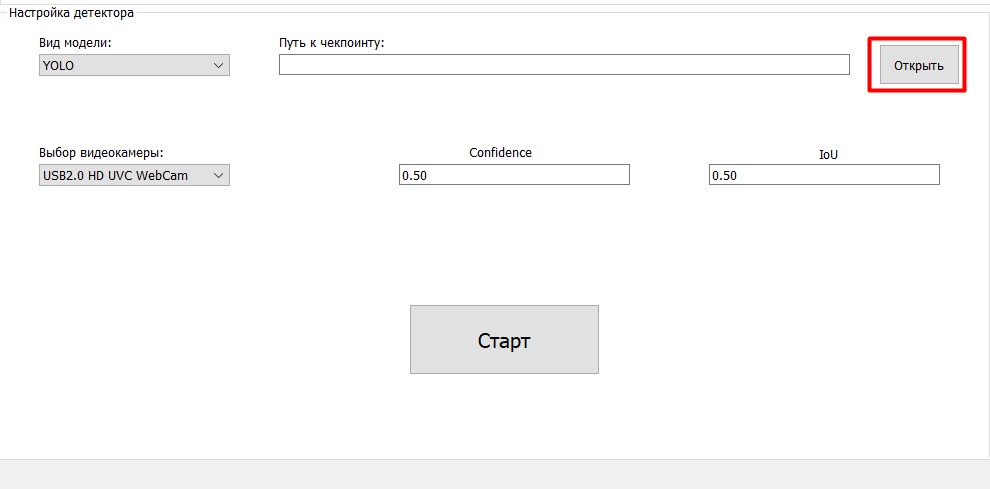 Настройка детектора
Вид модели:
Путь к чекпоинту:
YOLO
Открыть
Выбор видеокамеры:
Confidence
IoU
USB2.0 HD UVC WebCam
0.50
0.50
Старт